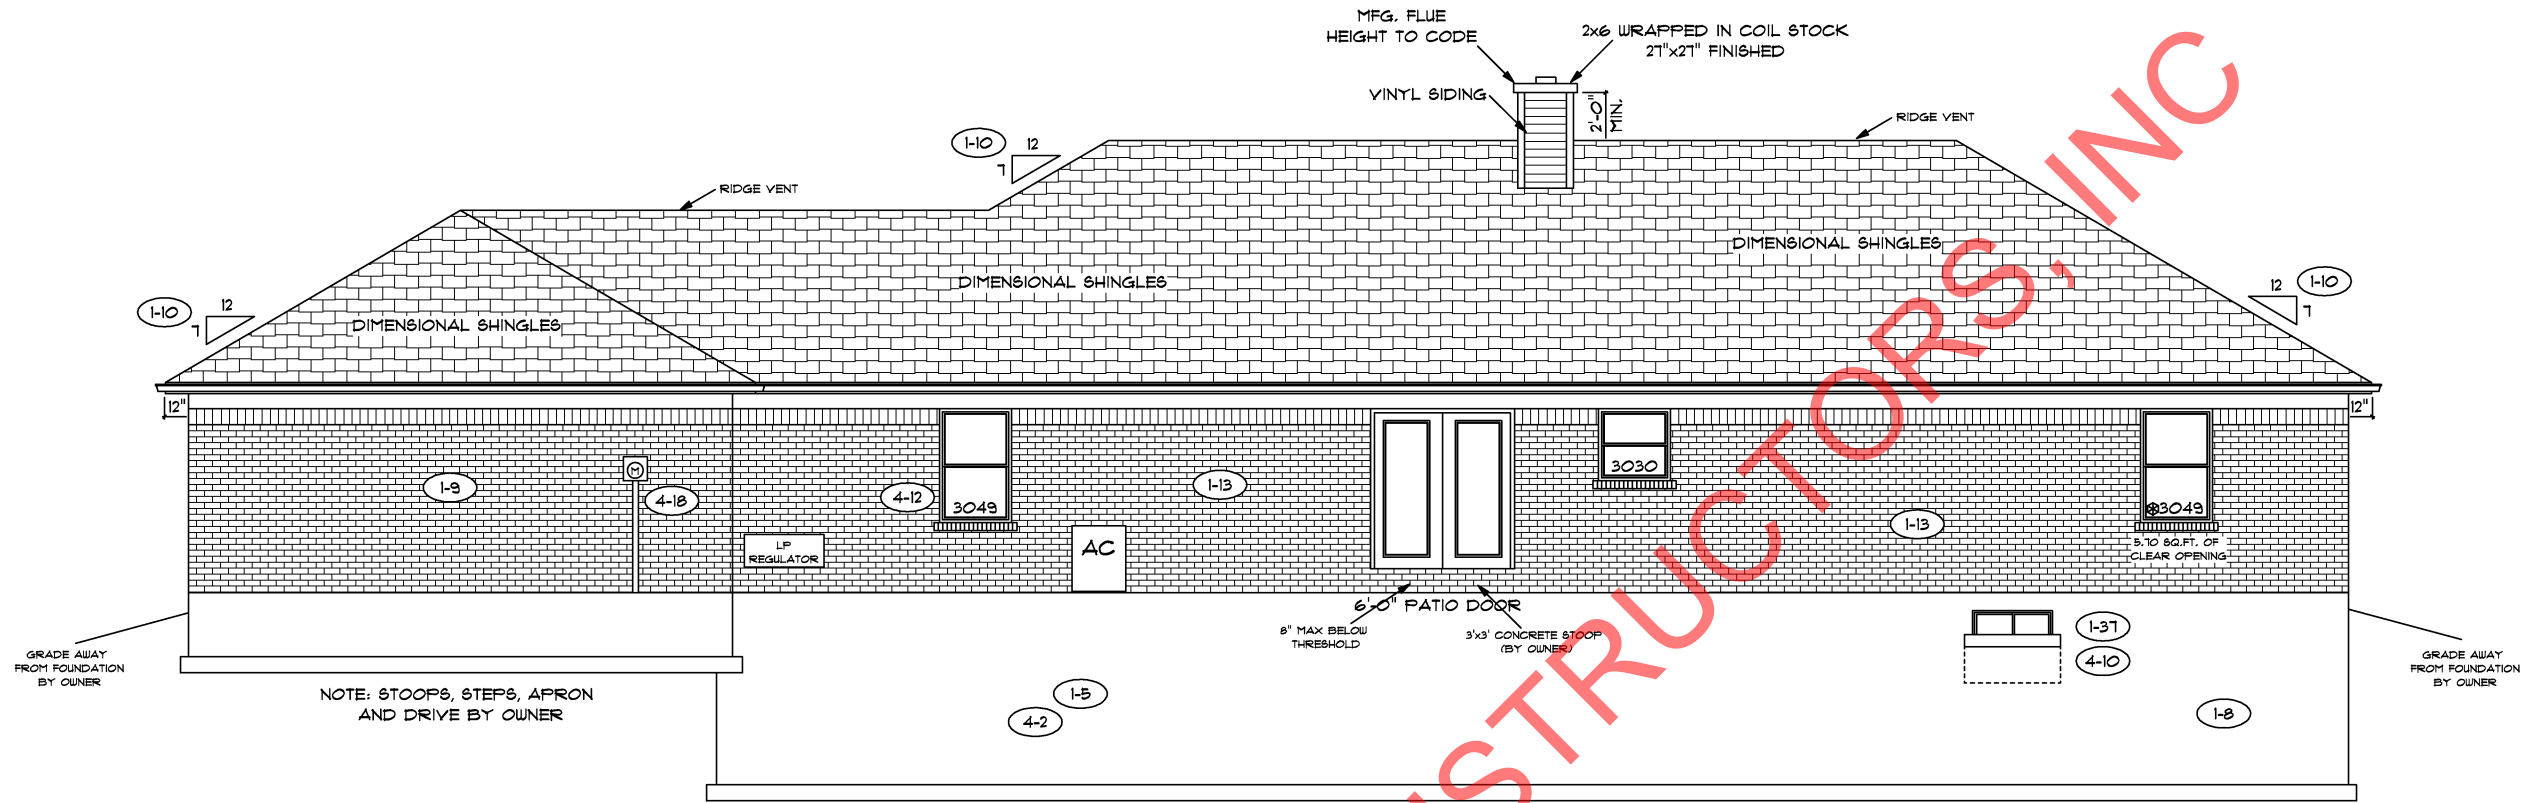 MFG. FLUE
HEIGHT TO CODE
2x6 WRAPPED IN COIL STOCK
27"x27" FINISHED
VINYL SIDING
2'-0"
MIN.
RIDGE VENT
1-10
12
7
RIDGE VENT
DIMENSIONAL SHINGLES
DIMENSIONAL SHINGLES
DIMENSIONAL SHINGLES
1-10
12
7
12
1-10
7
12"
12"
1-9
M
4-18
4-12
3049
1-13
3030
1-13
3049
5.70 SQ.FT. OF
CLEAR OPENING
LP
REGULATOR
AC
6'-0" PATIO DOOR
8" MAX BELOW
THRESHOLD
3'x3' CONCRETE STOOP
(BY OWNER)
1-37
4-10
GRADE AWAY
FROM FOUNDATION
BY OWNER
GRADE AWAY
FROM FOUNDATION
BY OWNER
NOTE: STOOPS, STEPS, APRON
AND DRIVE BY OWNER
1-5
4-2
1-8
STRUCTORS, INC